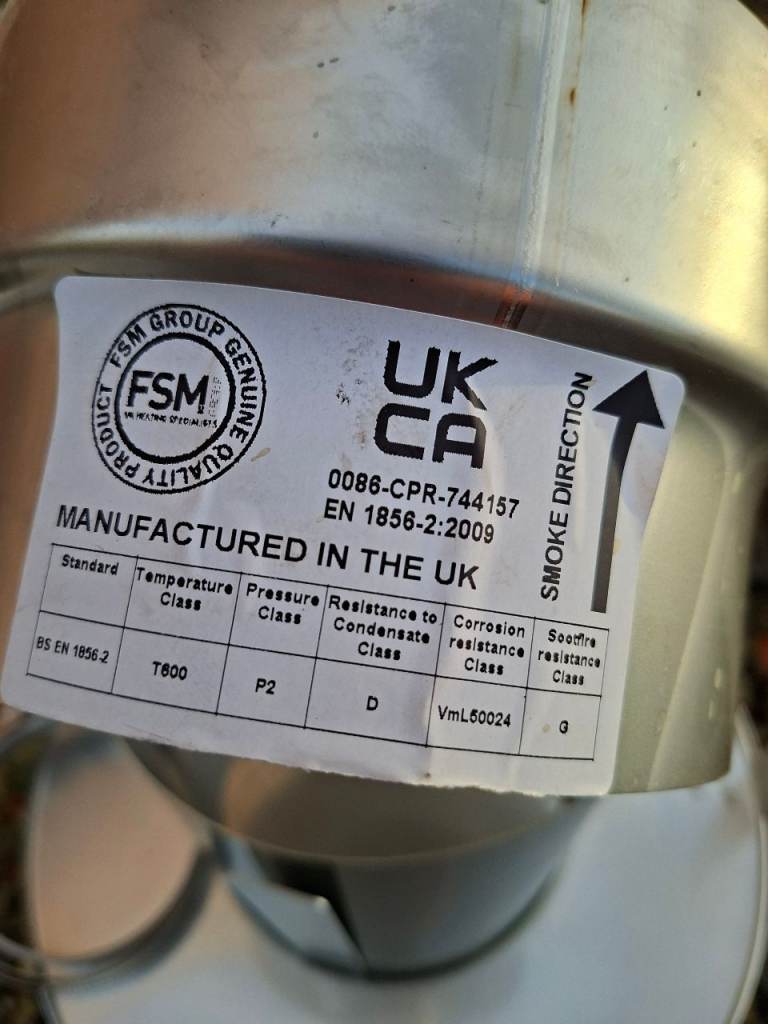 FSM GROUP GENUINE QUALITY PRODUCT
FSM
HEATING SPECIALISTS
UK
CA
0086-CPR-744157
EN 1856-2:2009
SMOKE DIRECTION
MANUFACTURED IN THE UK
Standard
Temperature
Class
Pressure
Class
Resistance to
Condensate
Class
Corrosion
resistance
Class
Sootfire
resistance
Class
BS EN 1856-2
T600
P2
D
VmL50024
G